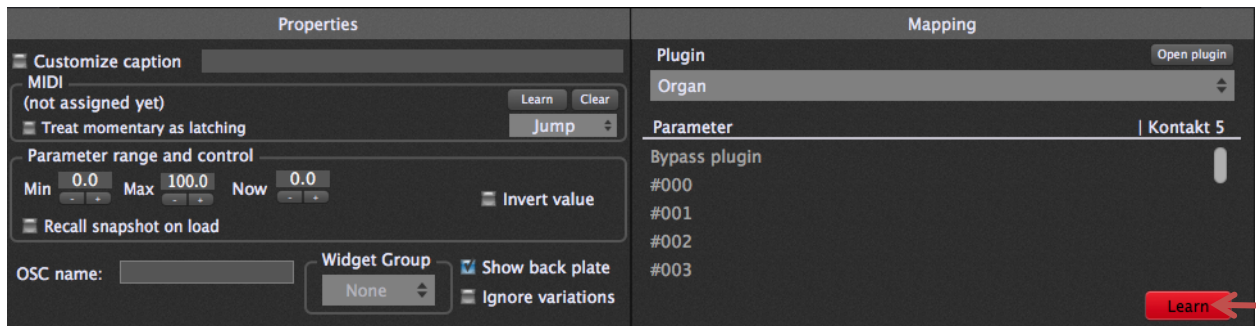 Properties
Customize caption
MIDI
(not assigned yet)
Learn Clear
Treat momentary as latching
Jump
Parameter range and control
Min 0.0 Max 100.0 Now 0.0
- + - + - +
Invert value
Recall snapshot on load
OSC name:
Widget Group
None
Show back plate
Ignore variations
Mapping
Plugin Open plugin
Organ
Parameter | Kontakt 5
Bypass plugin
#000
#001
#002
#003
Learn